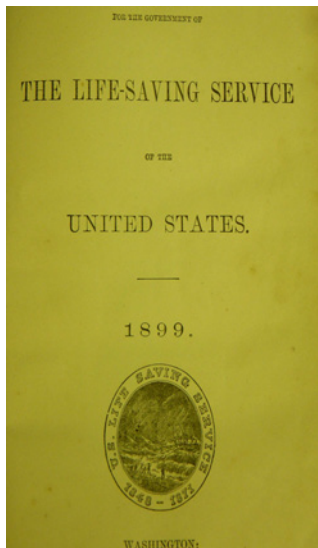 FOR THE GOVERNMENT OF
THE LIFE-SAVING SERVICE
OF THE
UNITED STATES.
1899.
U.S. LIFE SAVING SERVICE
1848 - 1871
WASHINGTON: